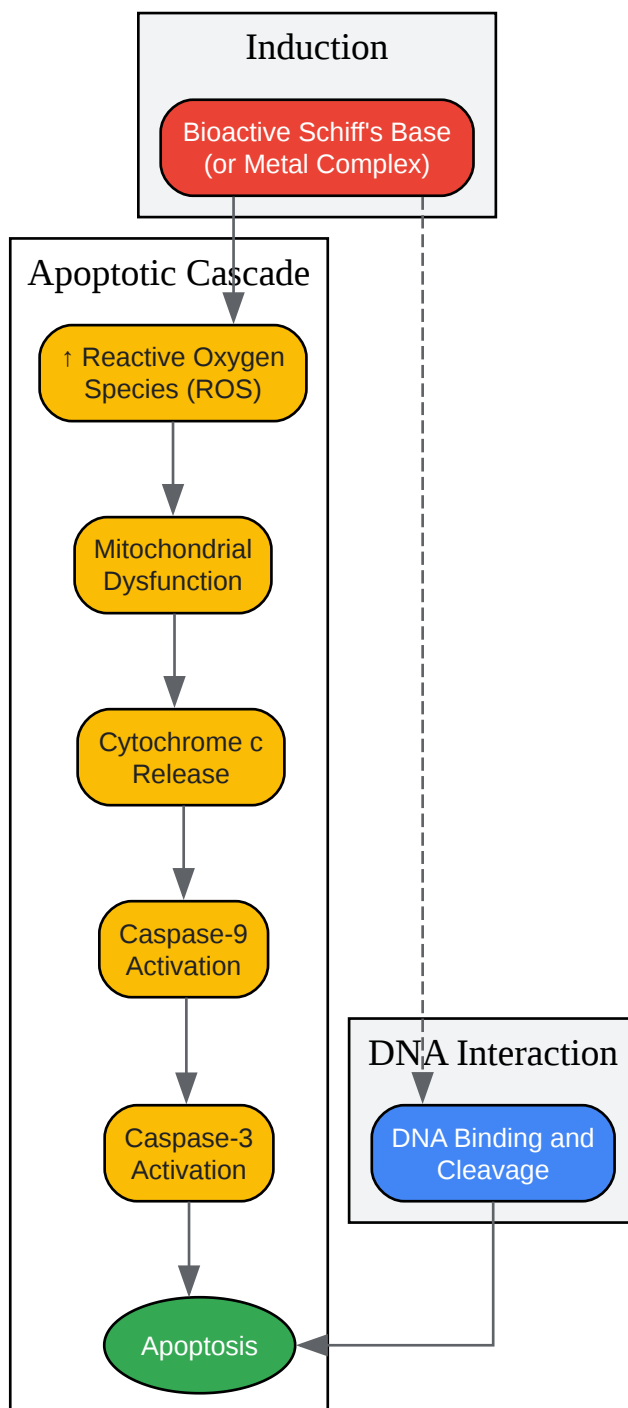 Induction
Bioactive Schiff's Base
(or Metal Complex)
Apoptotic Cascade
↑ Reactive Oxygen
Species (ROS)
Mitochondrial
Dysfunction
Cytochrome c
Release
Caspase-9
Activation
Caspase-3
Activation
Apoptosis
DNA Interaction
DNA Binding and
Cleavage